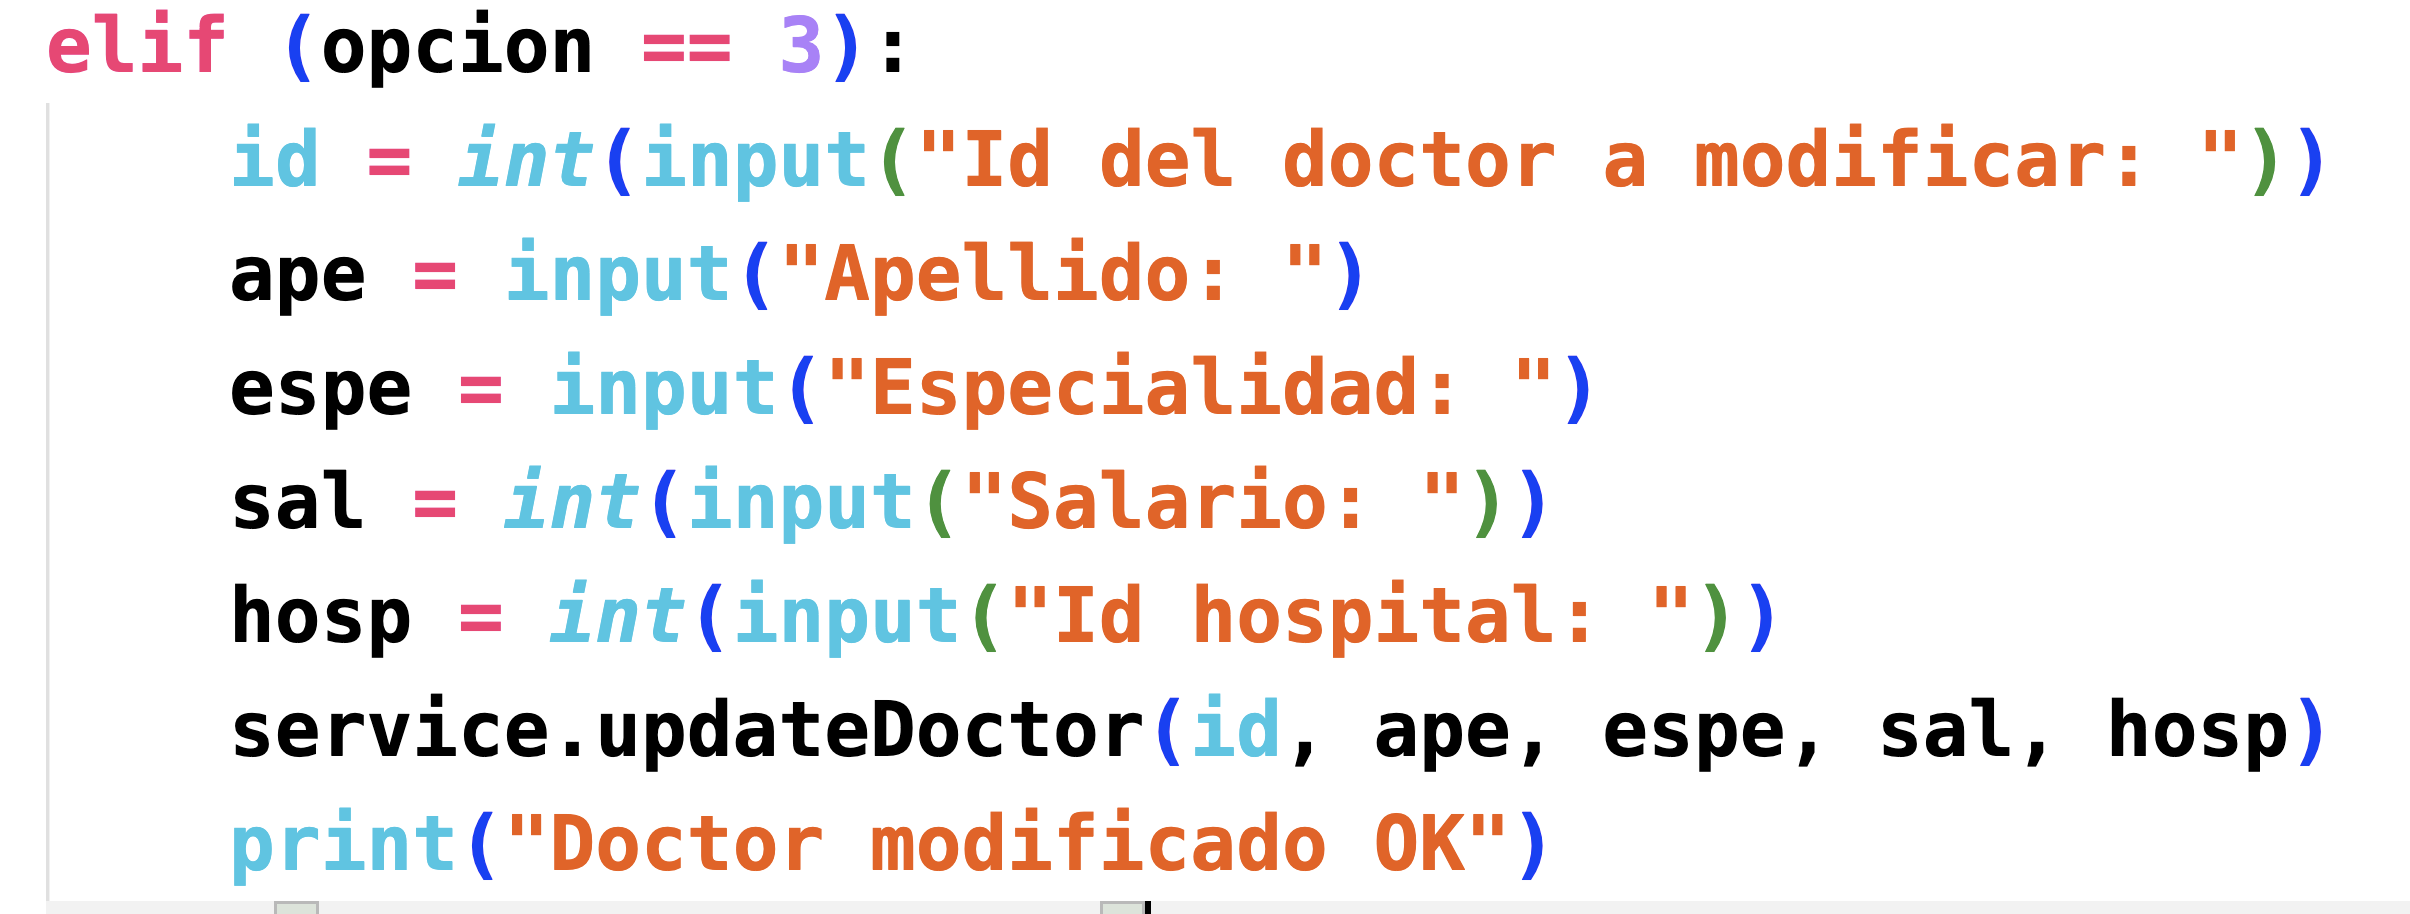 elif (opcion == 3):
    id = int(input("Id del doctor a modificar: "))
    ape = input("Apellido: ")
    espe = input("Especialidad: ")
    sal = int(input("Salario: "))
    hosp = int(input("Id hospital: "))
    service.updateDoctor(id, ape, espe, sal, hosp)
    print("Doctor modificado OK")